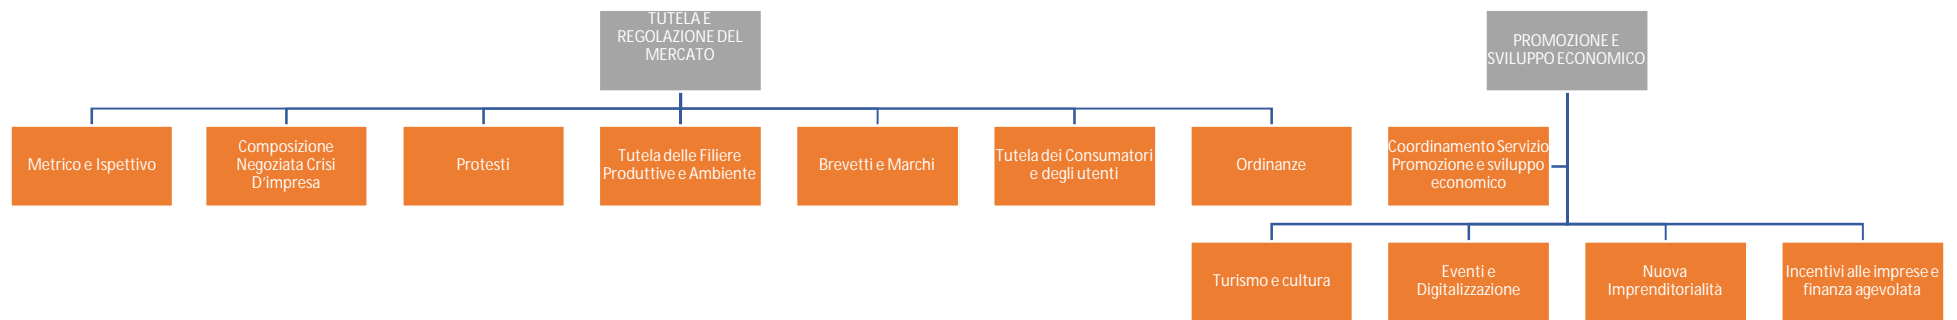 TUTELA E
REGOLAZIONE DEL
MERCATO
PROMOZIONE E
SVILUPPO ECONOMICO
Metrico e Ispettivo
Composizione
Negoziata Crisi
D'impresa
Protesti
Tutela delle Filiere
Produttive e Ambiente
Brevetti e Marchi
Tutela dei Consumatori
e degli utenti
Ordinanze
Coordinamento Servizio
Promozione e sviluppo
economico
Turismo e cultura
Eventi e
Digitalizzazione
Nuova
Imprenditorialità
Incentivi alle imprese e
finanza agevolata